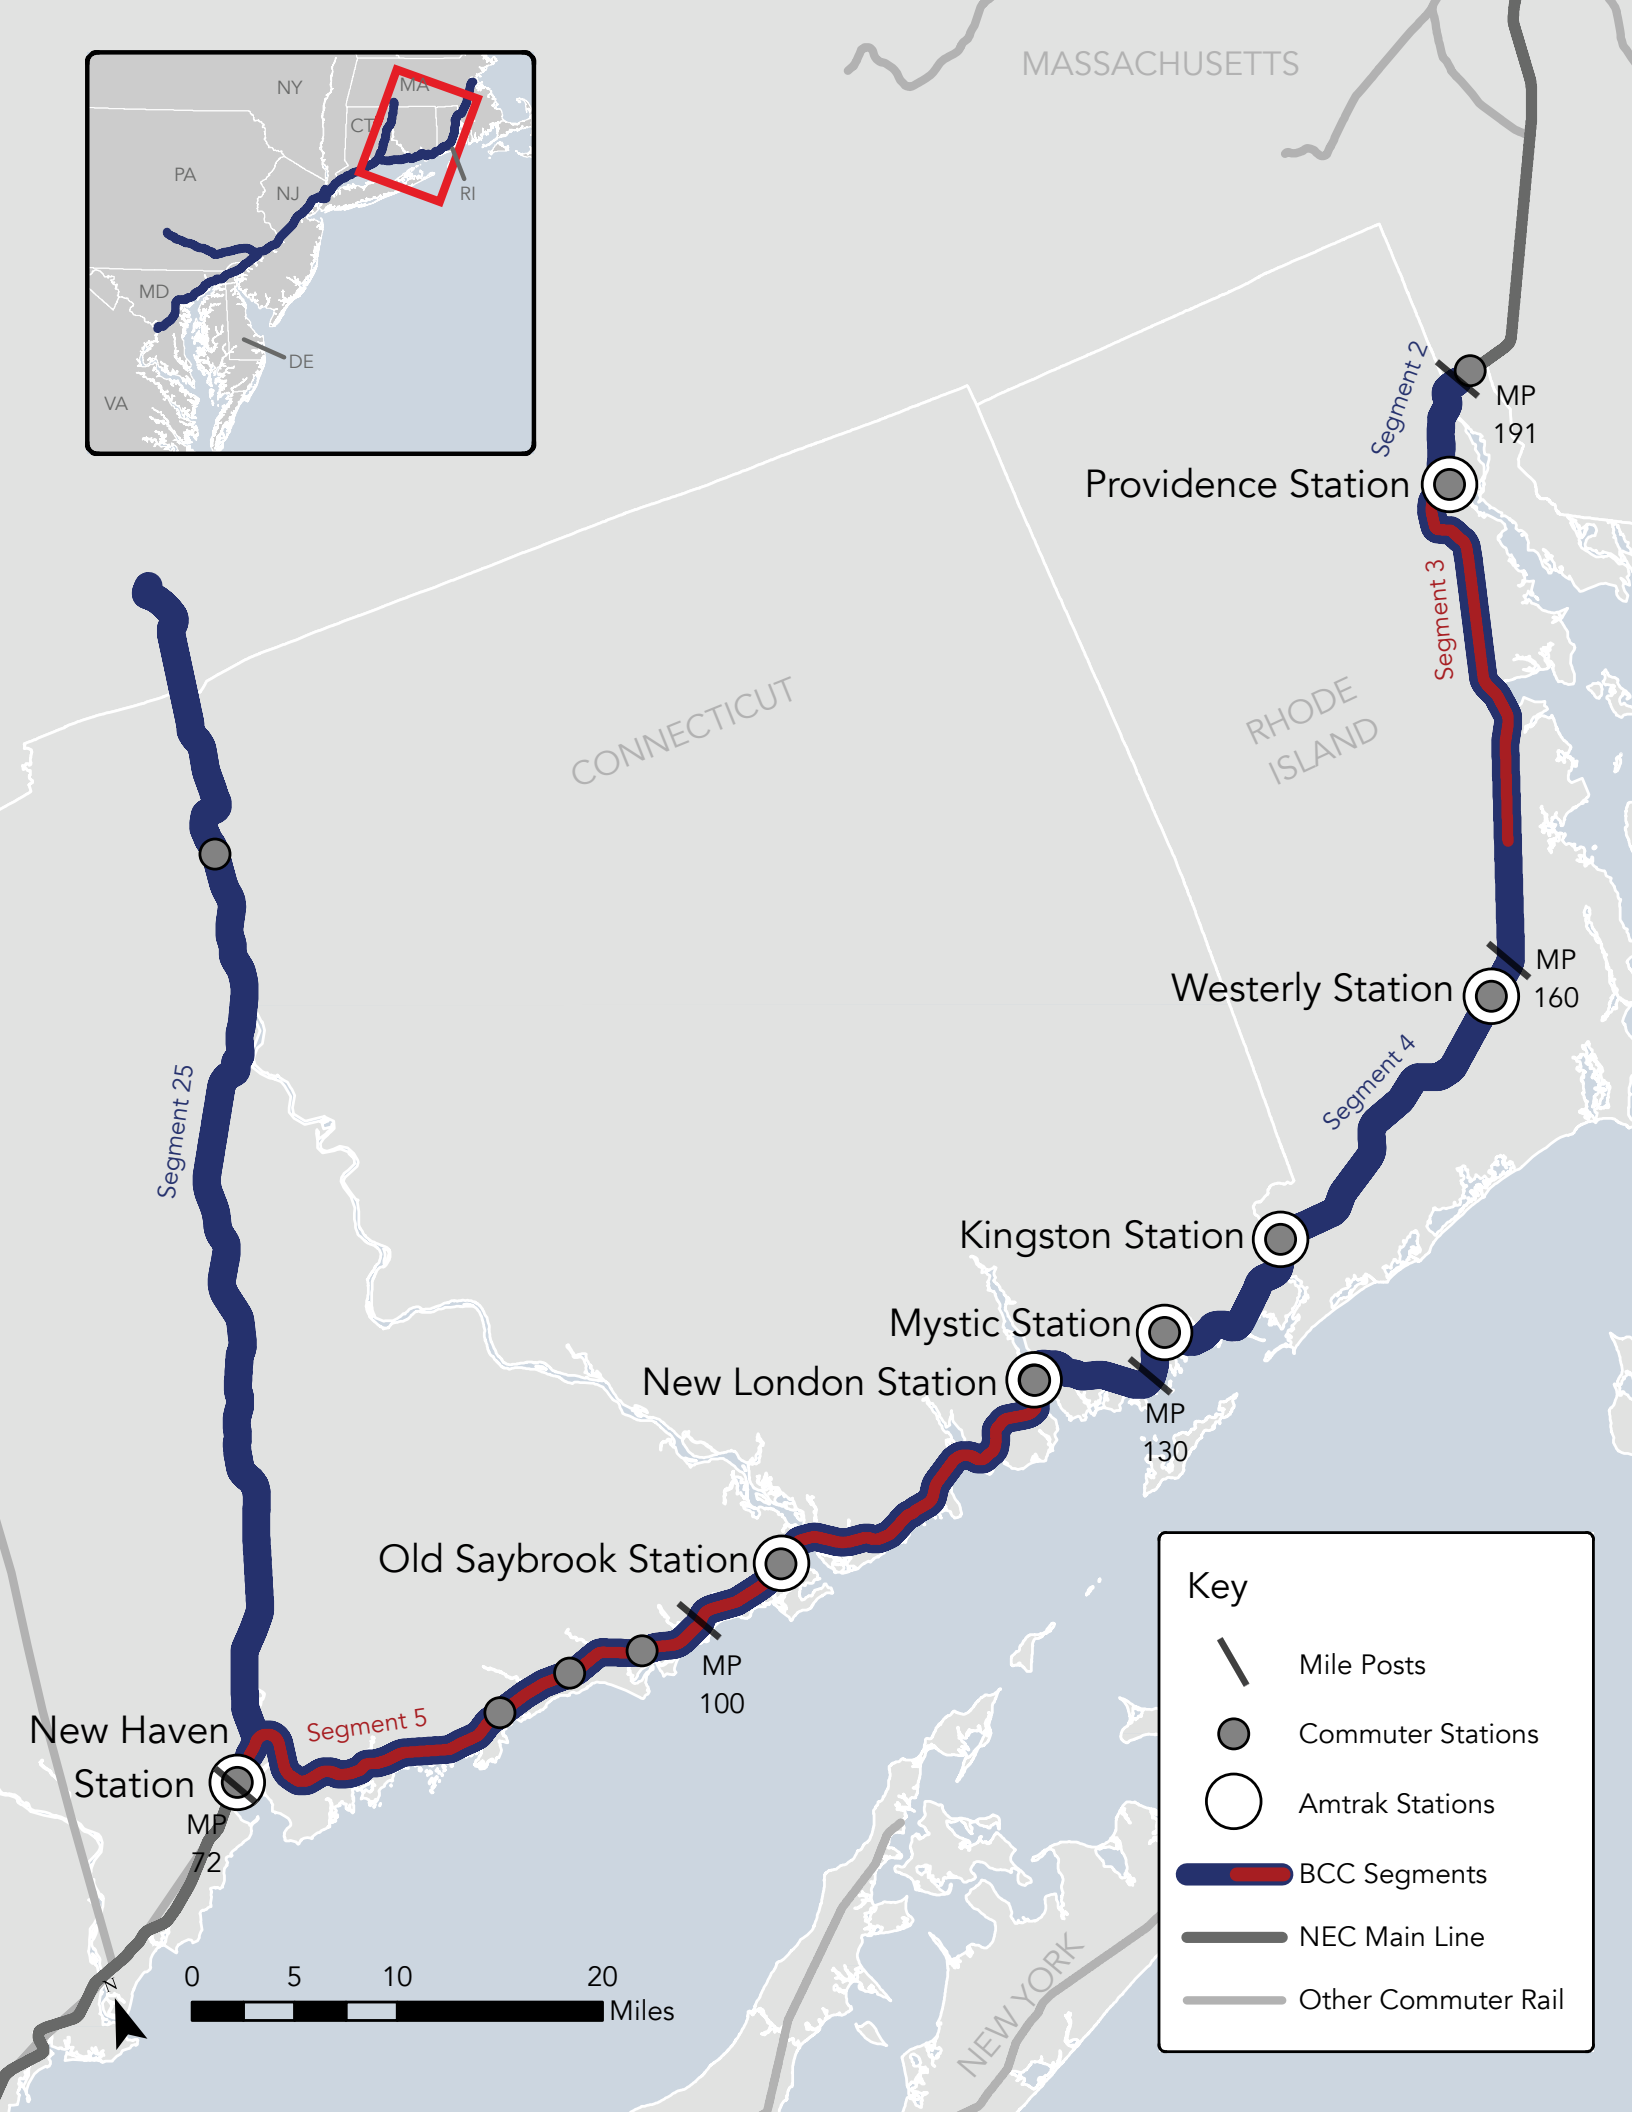 MASSACHUSETTS
NY
MA
CT
PA
NJ
RI
MD
DE
VA
Segment 2
MP
191
Providence Station
Segment 3
CONNECTICUT
RHODE
ISLAND
MP
160
Westerly Station
Segment 4
Segment 25
Kingston Station
Mystic Station
New London Station
MP
130
Old Saybrook Station
MP
100
Segment 5
New Haven
Station
MP
72
Key
Mile Posts
Commuter Stations
Amtrak Stations
BCC Segments
NEC Main Line
Other Commuter Rail
NEW YORK
N
0 5 10 20
Miles